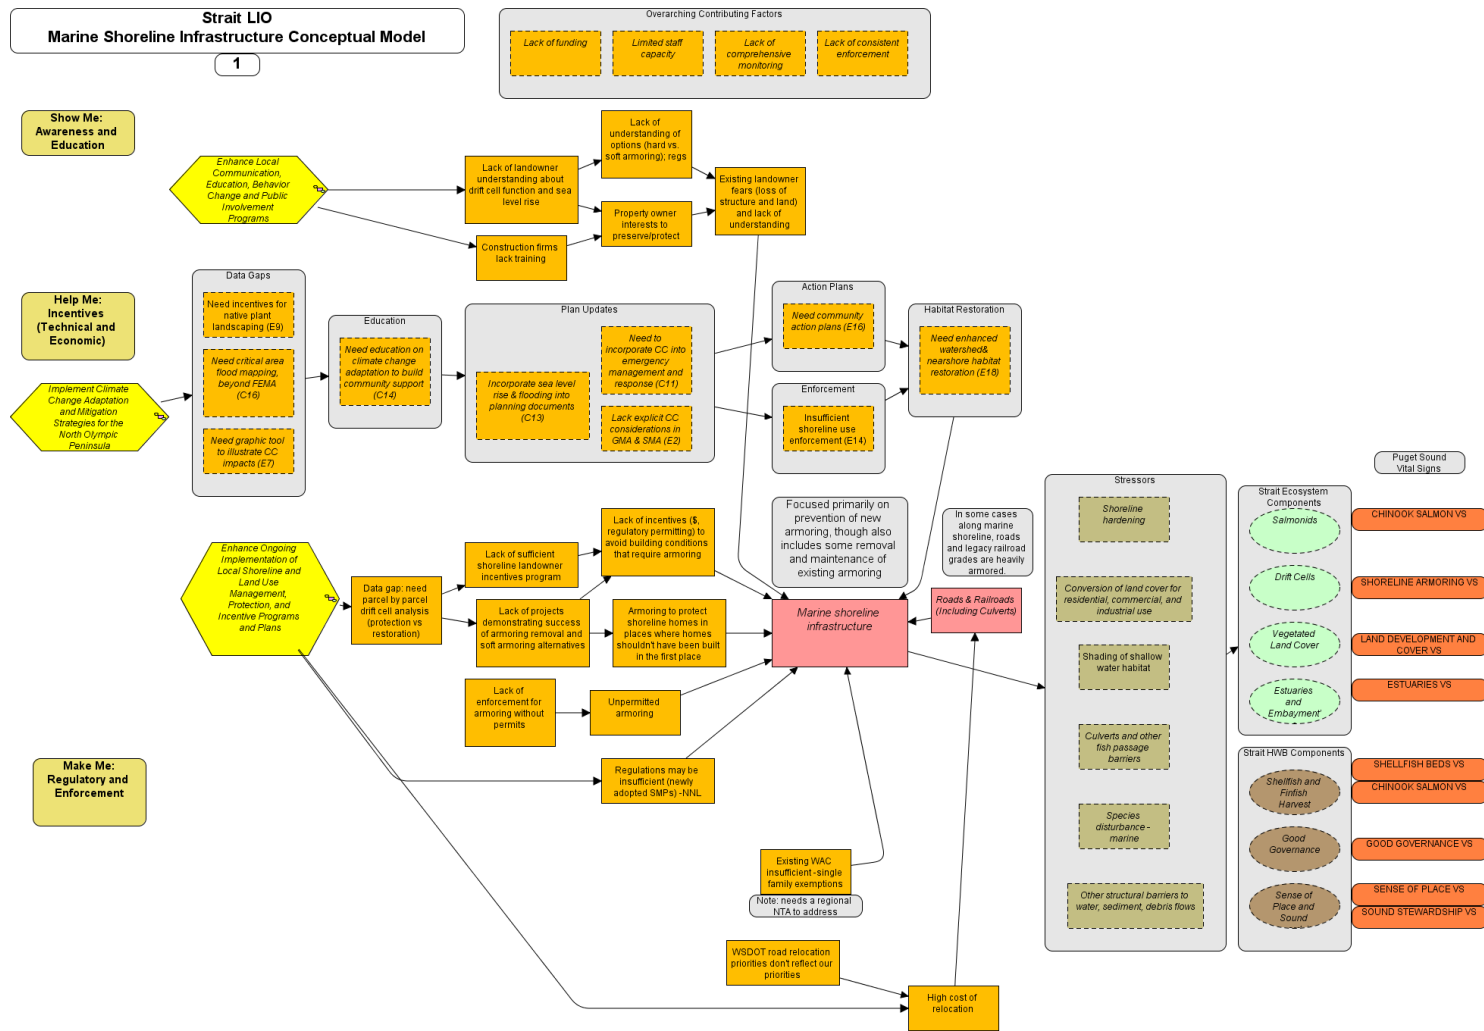 Strait LIO
Marine Shoreline Infrastructure Conceptual Model
1
Overarching Contributing Factors
Lack of funding
Limited staff
capacity
Lack of
comprehensive
monitoring
Lack of consistent
enforcement
Show Me:
Awareness and
Education
Enhance Local
Communication,
Education, Behavior
Change and Public
Involvement
Programs
Lack of landowner
understanding about
drift cell function and sea
level rise
Construction firms
lack training
Lack of
understanding of
options (hard vs.
soft armoring); regs
Property owner
interests to
preserve/protect
Existing landowner
fears (loss of
structure and land)
and lack of
understanding
Help Me:
Incentives
(Technical and
Economic)
Implement Climate
Change Adaptation
and Mitigation
Strategies for the
North Olympic
Peninsula
Data Gaps
Need incentives for
native plant
landscaping (E9)
Need critical area
flood mapping,
beyond FEMA
(C16)
Need graphic tool
to illustrate CC
impacts (E7)
Education
Need education on
climate change
adaptation to build
community support
(C14)
Plan Updates
Incorporate sea level
rise & flooding into
planning documents
(C13)
Need to
incorporate CC into
emergency
management and
response (C11)
Lack explicit CC
considerations in
GMA & SMA (E2)
Action Plans
Need community
action plans (E16)
Enforcement
Insufficient
shoreline use
enforcement (E14)
Habitat Restoration
Need enhanced
watershed&
nearshore habitat
restoration (E18)
Enhance Ongoing
Implementation of
Local Shoreline and
Land Use
Management,
Protection, and
Incentive Programs
and Plans
Data gap: need
parcel by parcel
drift cell analysis
(protection vs
restoration)
Lack of sufficient
shoreline landowner
incentives program
Lack of projects
demonstrating success
of armoring removal and
soft armoring alternatives
Lack of incentives ($,
regulatory permitting) to
avoid building conditions
that require armoring
Armoring to protect
shoreline homes in
places where homes
shouldn't have been built
in the first place
Lack of
enforcement for
armoring without
permits
Unpermitted
armoring
Regulations may be
insufficient (newly
adopted SMPs) -NNL
Focused primarily on
prevention of new
armoring, though also
includes some removal
and maintenance of
existing armoring
In some cases
along marine
shoreline, roads
and legacy railroad
grades are heavily
armored.
Marine shoreline
infrastructure
Roads & Railroads
(Including Culverts)
Make Me:
Regulatory and
Enforcement
Existing WAC
insufficient -single
family exemptions
Note: needs a regional
NTA to address
WSDOT road relocation
priorities don't reflect our
priorities
High cost of
relocation
Stressors
Shoreline
hardening
Conversion of land cover for
residential, commercial, and
industrial use
Shading of shallow
water habitat
Culverts and other
fish passage
barriers
Species
disturbance -
marine
Other structural barriers to
water, sediment, debris flows
Strait Ecosystem
Components
Salmonids
Drift Cells
Vegetated
Land Cover
Estuaries
and
Embayment
Strait HWB Components
Shellfish and
Finfish
Harvest
Good
Governance
Sense of
Place and
Sound
Puget Sound
Vital Signs
CHINOOK SALMON VS
SHORELINE ARMORING VS
LAND DEVELOPMENT AND
COVER VS
ESTUARIES VS
SHELLFISH BEDS VS
CHINOOK SALMON VS
GOOD GOVERNANCE VS
SENSE OF PLACE VS
SOUND STEWARDSHIP VS